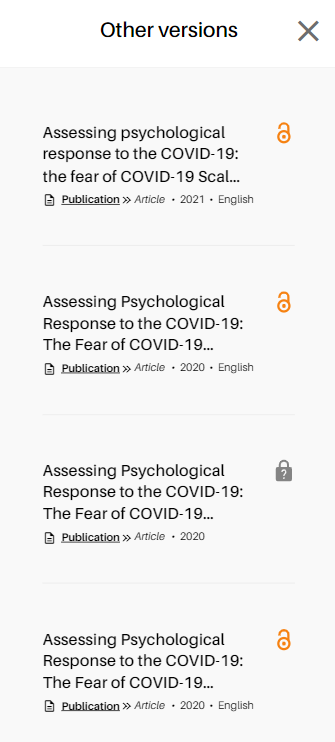 Other versions
Assessing psychological
response to the COVID-19:
the fear of COVID-19 Scal...
Publication » Article • 2021 • English
Assessing Psychological
Response to the COVID-19:
The Fear of COVID-19...
Publication » Article • 2020 • English
Assessing Psychological
Response to the COVID-19:
The Fear of COVID-19...
Publication » Article • 2020
Assessing Psychological
Response to the COVID-19:
The Fear of COVID-19...
Publication » Article • 2020 • English